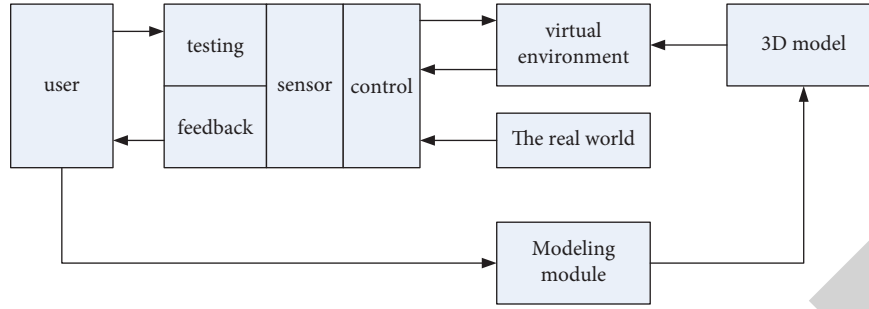 user
testing
feedback
sensor
control
virtual
environment
3D model
The real world
Modeling
module